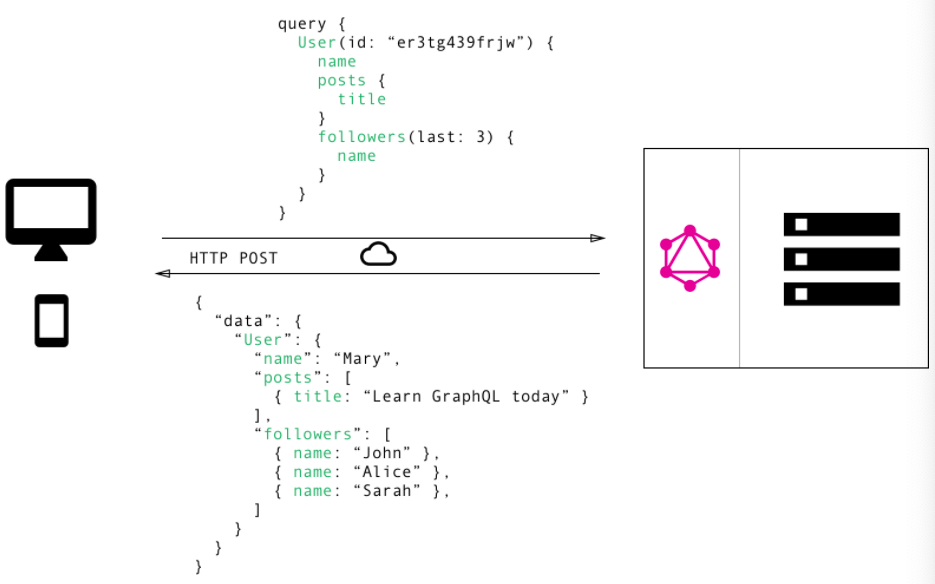 query {
User(id: “er3tg439frjw”) {
name
posts {
title
}
followers(last: 3) {
name
}
}
}
HTTP POST
{
“data”: {
“User”: {
“name”: “Mary”,
“posts”: [
{ title: “Learn GraphQL today” }
],
“followers”: [
{ name: “John” },
{ name: “Alice” },
{ name: “Sarah” },
]
}
}
}